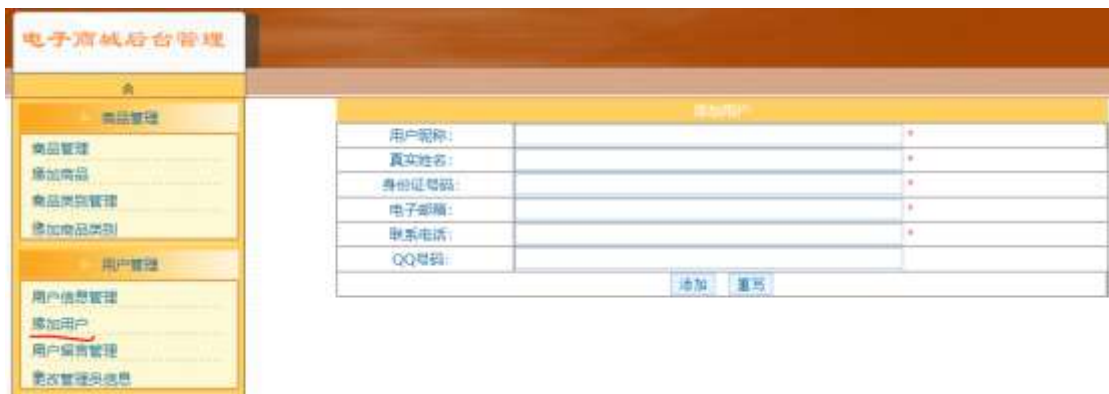 电子商城后台管理
商品管理
商品管理
添加商品
商品类别管理
添加商品类别
用户管理
用户信息管理
添加用户
用户留言管理
更改管理员信息
添加用户
用户昵称: *
真实姓名: *
身份证号码: *
电子邮箱: *
联系电话: *
QQ号码:
添加 重写